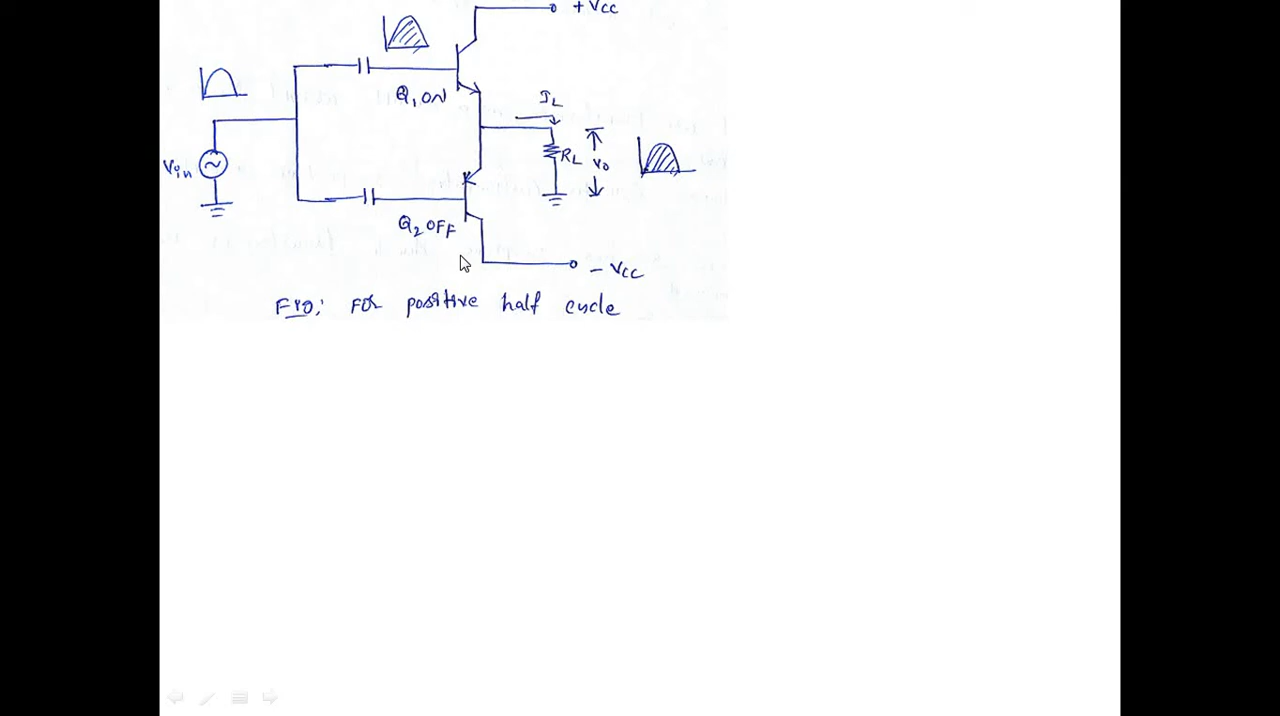 + Vcc
Q1 ON
IL
Vin
RL
Vo
Q2 OFF
- Vcc
Fig: For positive half cycle